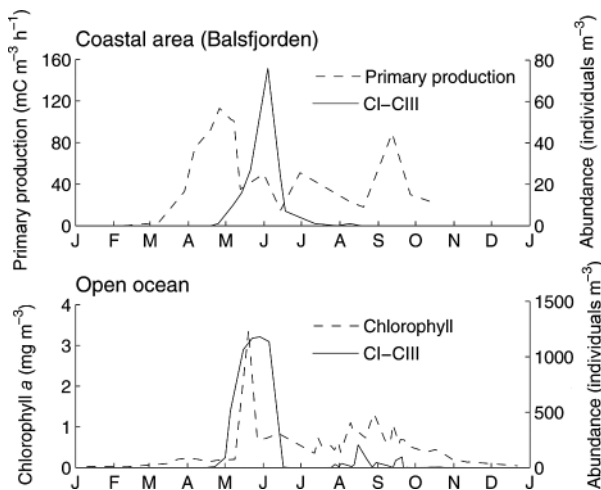 Coastal area (Balsfjorden)
Primary production (mC m⁻³ h⁻¹)
160
120
80
40
0
Primary production
CI–CIII
80
60
40
20
0
Abundance (individuals m⁻³)
J F M A M J J A S O N D J
Open ocean
Chlorophyll a (mg m⁻³)
4
3
2
1
0
Chlorophyll
CI–CIII
1500
1000
500
0
Abundance (individuals m⁻³)
J F M A M J J A S O N D J